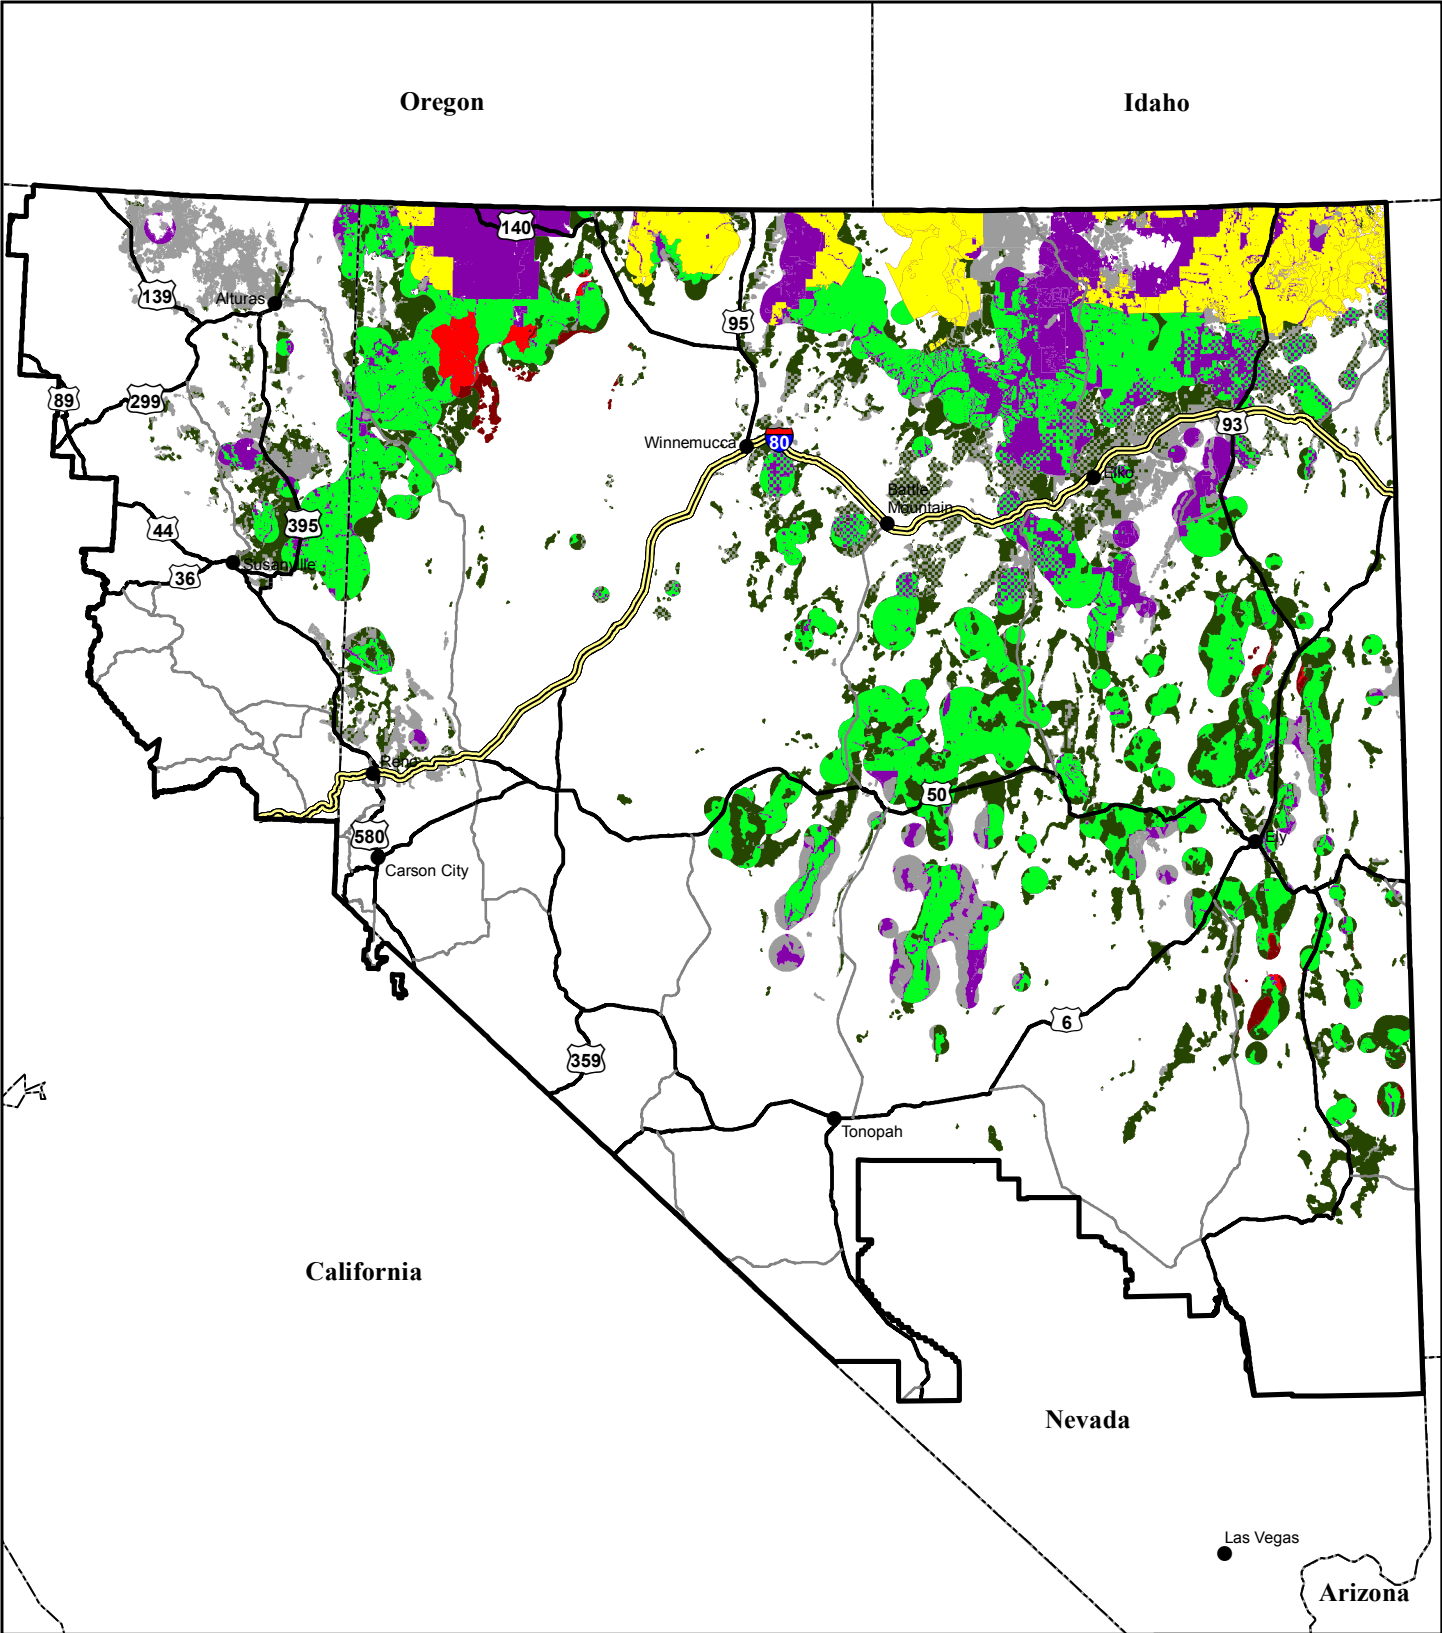 Oregon
Idaho
140
139
Alturas
95
89
299
93
Winnemucca
80
Elko
Battle
Mountain
395
44
Susanville
36
Reno
50
580
Ely
Carson City
6
359
Tonopah
California
Nevada
Las Vegas
Arizona